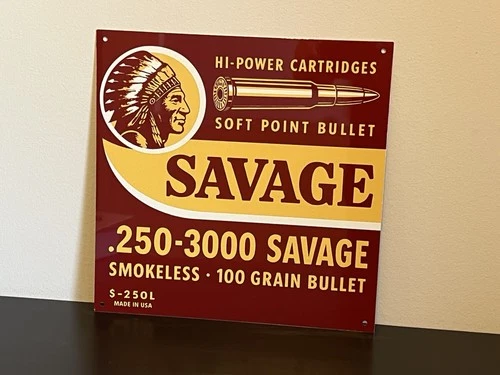 HI-POWER CARTRIDGES
SOFT POINT BULLET
SAVAGE
.250-3000 SAVAGE
SMOKELESS · 100 GRAIN BULLET
S-250L
MADE IN USA